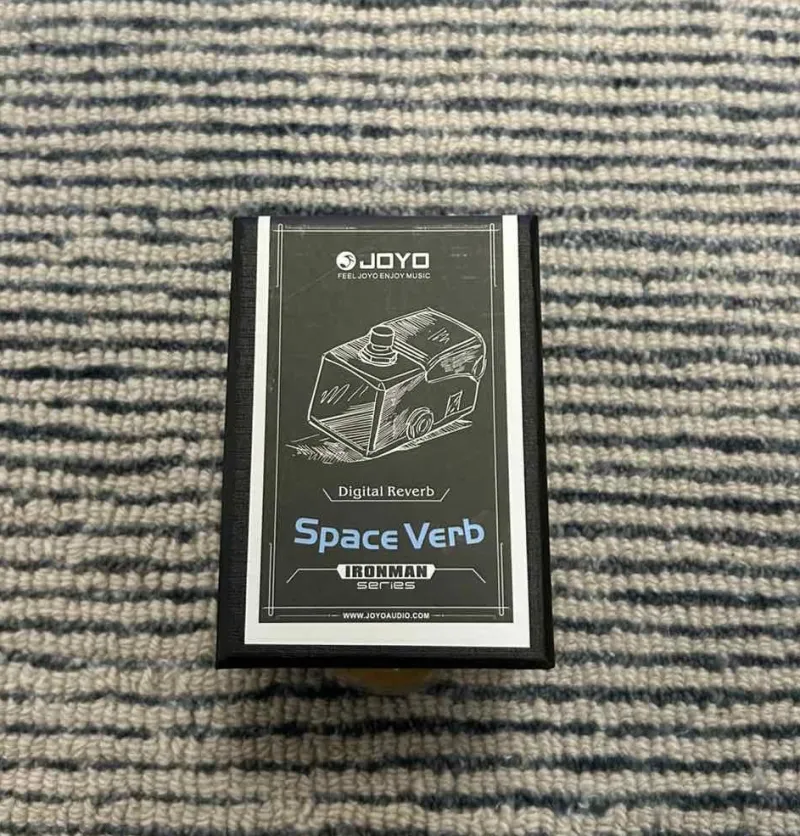 JOYO
FEEL JOYO ENJOY MUSIC
Digital Reverb
Space Verb
IRONMAN
series
WWW.JOYOAUDIO.COM